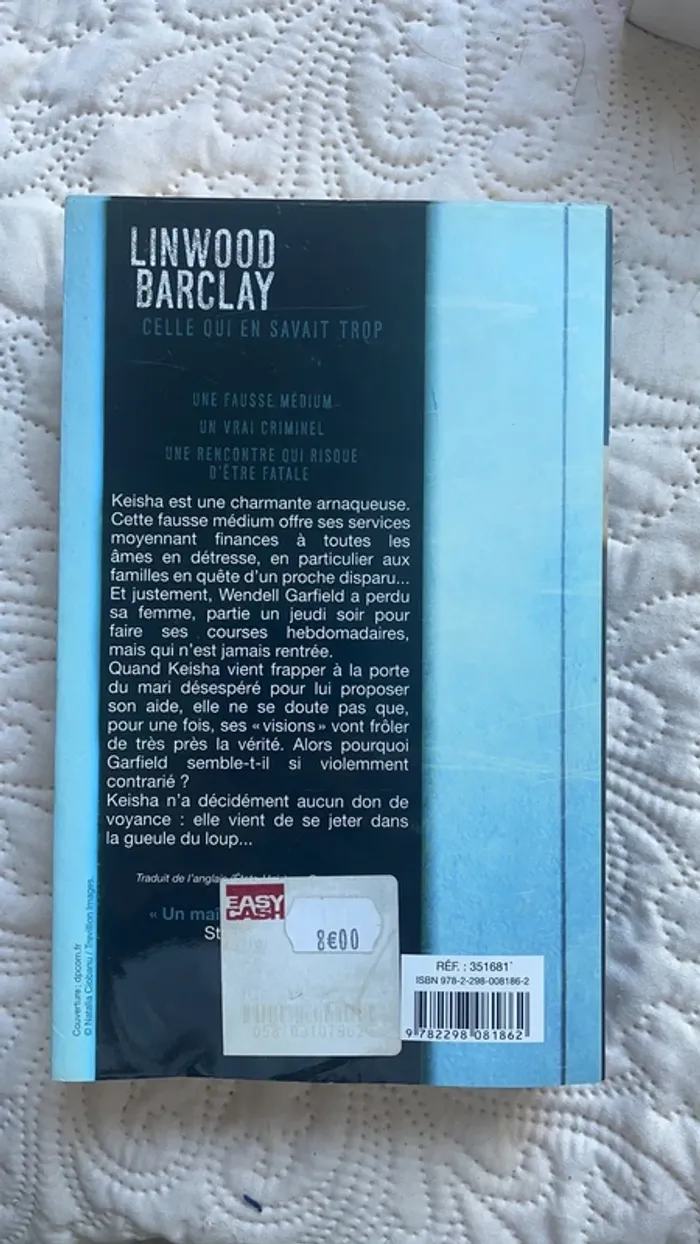 LINWOOD
BARCLAY
CELLE QUI EN SAVAIT TROP
UNE FAUSSE MÉDIUM
UN VRAI CRIMINEL
UNE RENCONTRE QUI RISQUE
D'ÊTRE FATALE
Keisha est une charmante arnaqueuse.
Cette fausse médium offre ses services
moyennant finances à toutes les
âmes en détresse, en particulier aux
familles en quête d'un proche disparu...
Et justement, Wendell Garfield a perdu
sa femme, partie un jeudi soir pour
faire ses courses hebdomadaires,
mais qui n'est jamais rentrée.
Quand Keisha vient frapper à la porte
du mari désespéré pour lui proposer
son aide, elle ne se doute pas que,
pour une fois, ses « visions » vont frôler
de très près la vérité. Alors pourquoi
Garfield semble-t-il si violemment
contrarié ?
Keisha n'a décidément aucun don de
voyance : elle vient de se jeter dans
la gueule du loup...
Traduit de l'anglais
« Un
EASY
CASH
8€00
RÉF. : 351681
ISBN 978-2-298-008186-2
9 782298 081862
Couverture : dpcom.fr
© Natalia Ciobanu / Trevillion Images.